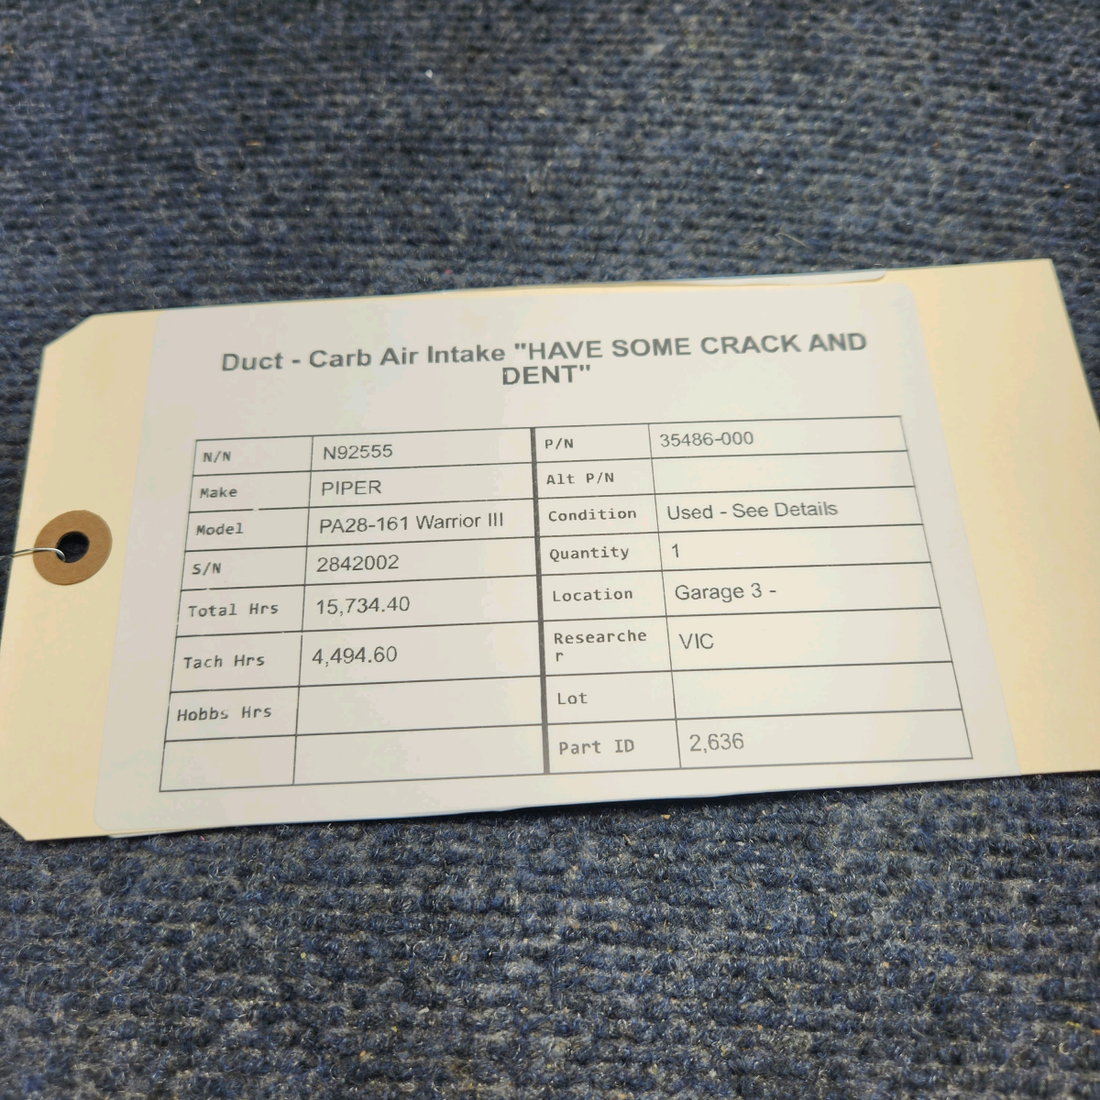 Duct - Carb Air Intake "HAVE SOME CRACK AND
DENT"
N/N N92555
Make PIPER
Model PA28-161 Warrior III
S/N 2842002
Total Hrs 15,734.40
Tach Hrs 4,494.60
Hobbs Hrs
P/N 35486-000
Alt P/N
Condition Used - See Details
Quantity 1
Location Garage 3 -
Researche
r VIC
Lot
Part ID 2,636